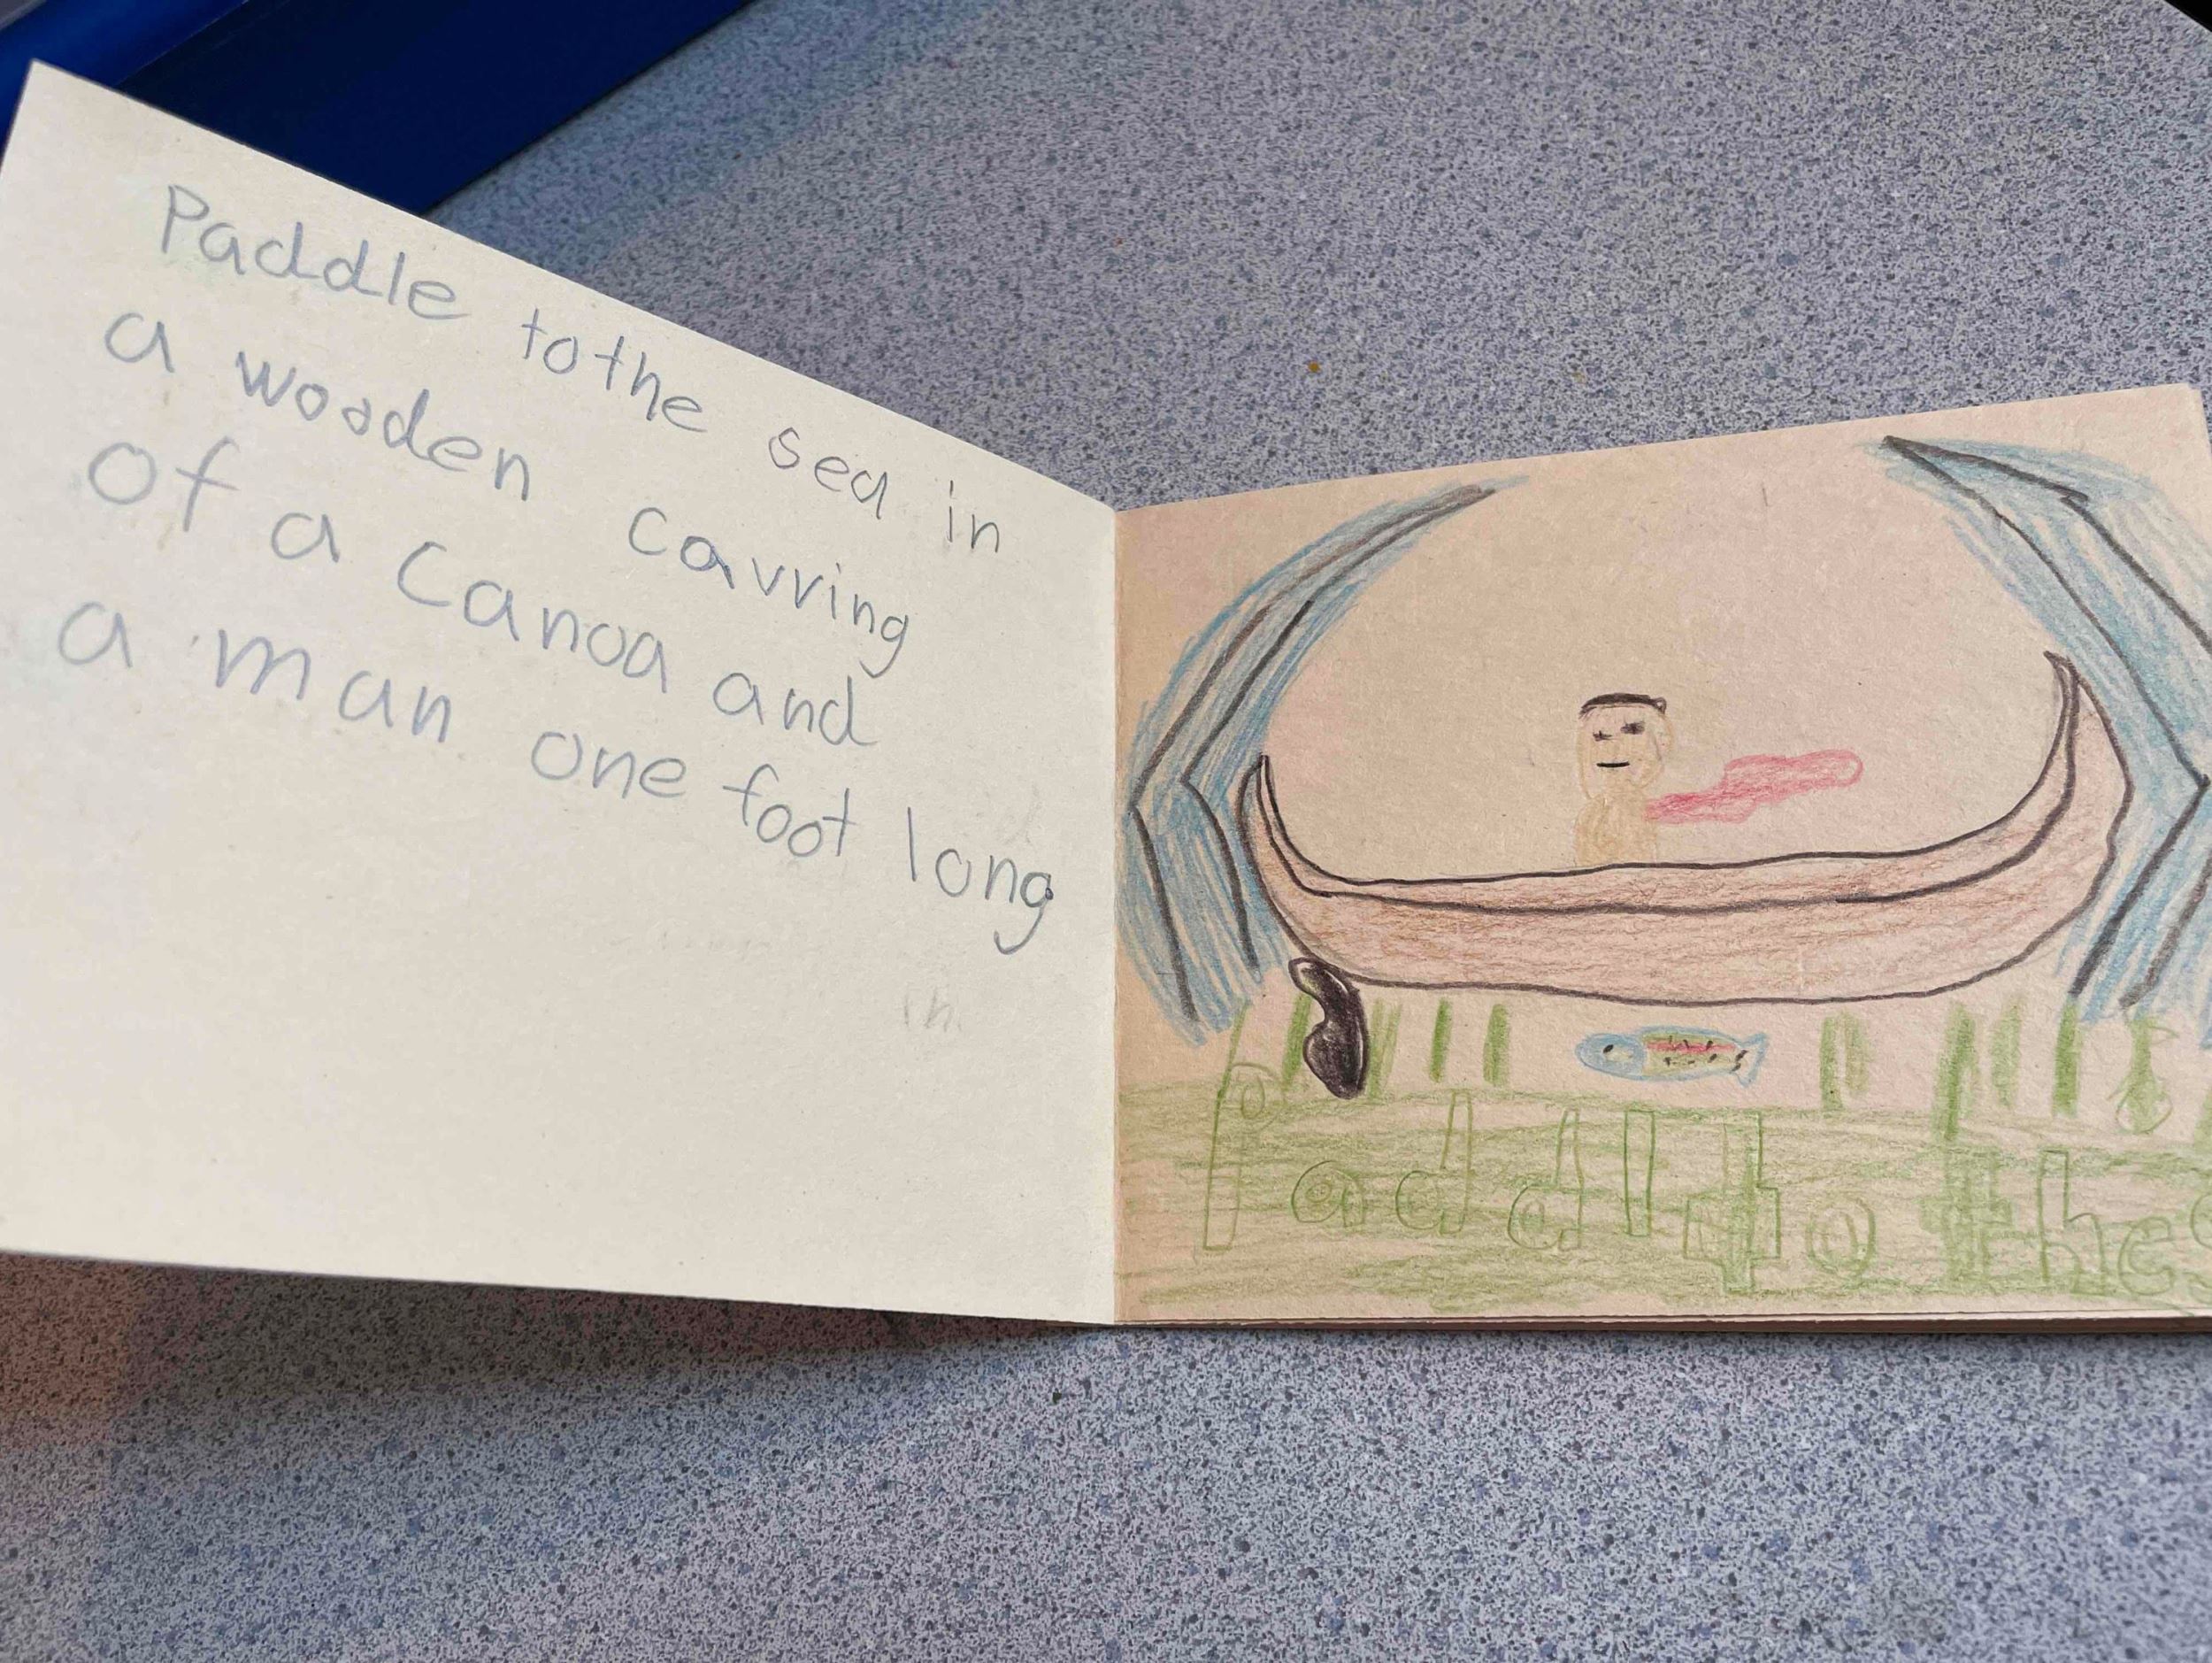 Paddle tothe sea in
a wooden cavring
of a canoa and
a man one foot long
Paddl to the